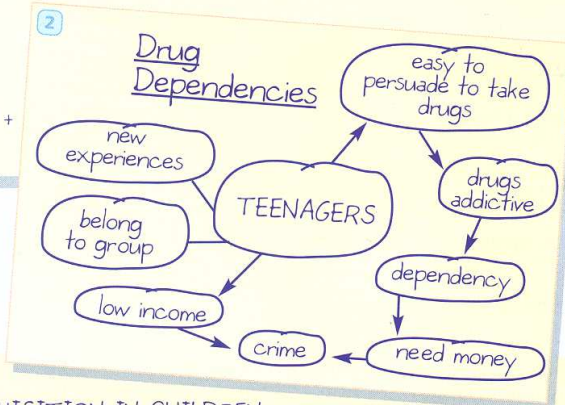 2
Drug
Dependencies
easy to
persuade to take
drugs
+
new
experiences
TEENAGERS
drugs
addictive
belong
to group
dependency
low income
crime
need money